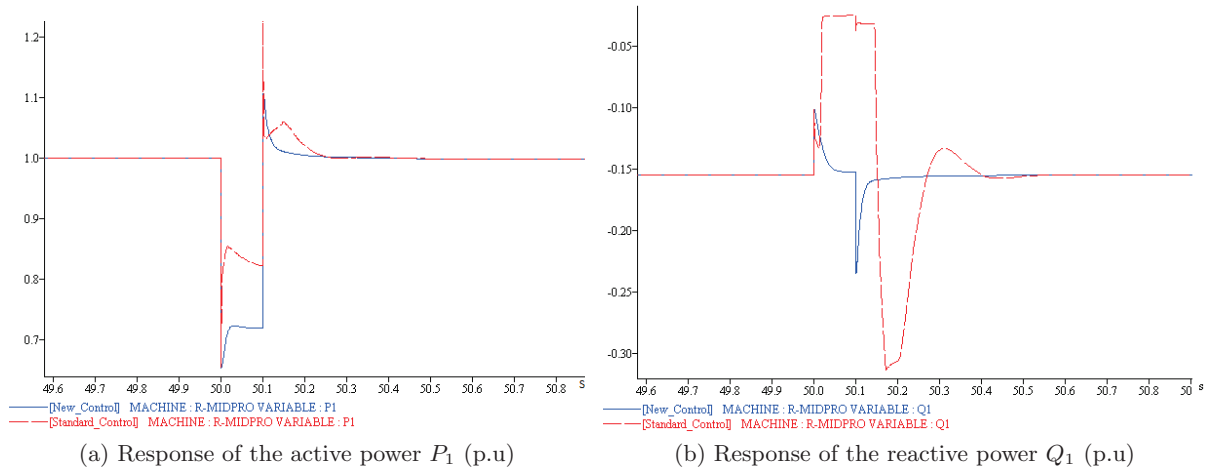 1.2
1.1
1.0
0.9
0.8
0.7
49.6 49.7 49.8 49.9 50.0 50.1 50.2 50.3 50.4 50.5 50.6 50.7 50.8 s
[New_Control] MACHINE : R-MIDPRO VARIABLE : P1
[Standard_Control] MACHINE : R-MIDPRO VARIABLE : P1
(a) Response of the active power P₁ (p.u)
-0.05
-0.10
-0.15
-0.20
-0.25
-0.30
49.6 49.7 49.8 49.9 50.0 50.1 50.2 50.3 50.4 50.5 50.6 50.7 50.8 50 s
[New_Control] MACHINE : R-MIDPRO VARIABLE : Q1
[Standard_Control] MACHINE : R-MIDPRO VARIABLE : Q1
(b) Response of the reactive power Q₁ (p.u)